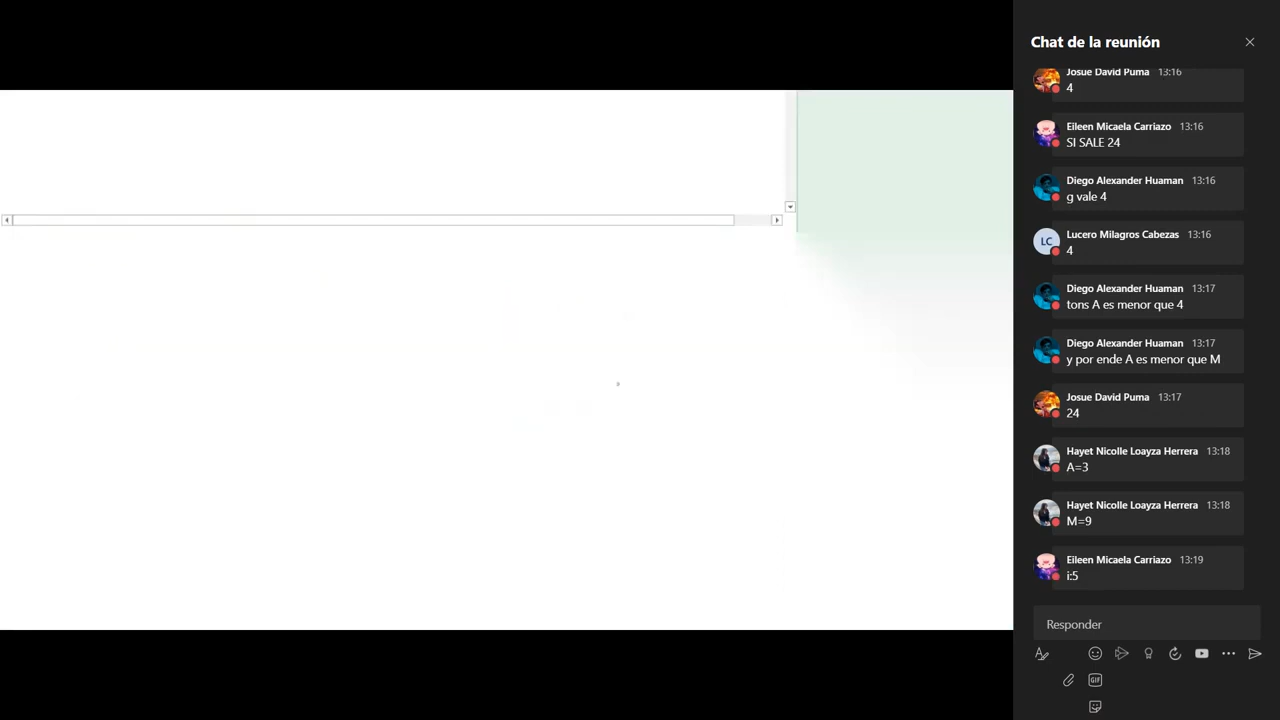 Chat de la reunión
Josue David Puma 13:16
4
Eileen Micaela Carriazo 13:16
SI SALE 24
Diego Alexander Huaman 13:16
g vale 4
LC
Lucero Milagros Cabezas 13:16
4
Diego Alexander Huaman 13:17
tons A es menor que 4
Diego Alexander Huaman 13:17
y por ende A es menor que M
Josue David Puma 13:17
24
Hayet Nicolle Loayza Herrera 13:18
A=3
Hayet Nicolle Loayza Herrera 13:18
M=9
Eileen Micaela Carriazo 13:19
i:5
Responder
GIF